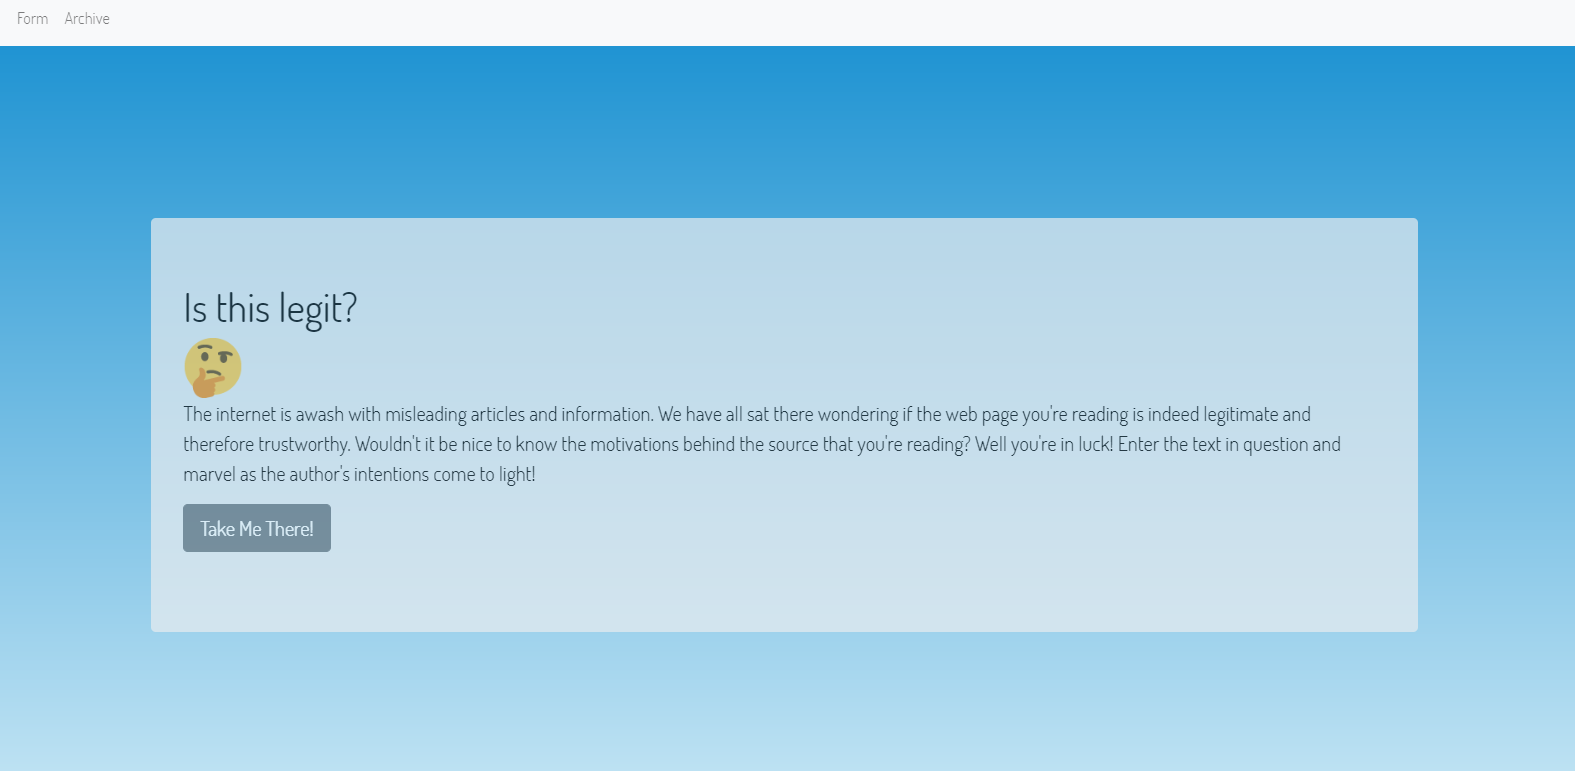 Form Archive
Is this legit?
The internet is awash with misleading articles and information. We have all sat there wondering if the web page you're reading is indeed legitimate and
therefore trustworthy. Wouldn't it be nice to know the motivations behind the source that you're reading? Well you're in luck! Enter the text in question and
marvel as the author's intentions come to light!
Take Me There!